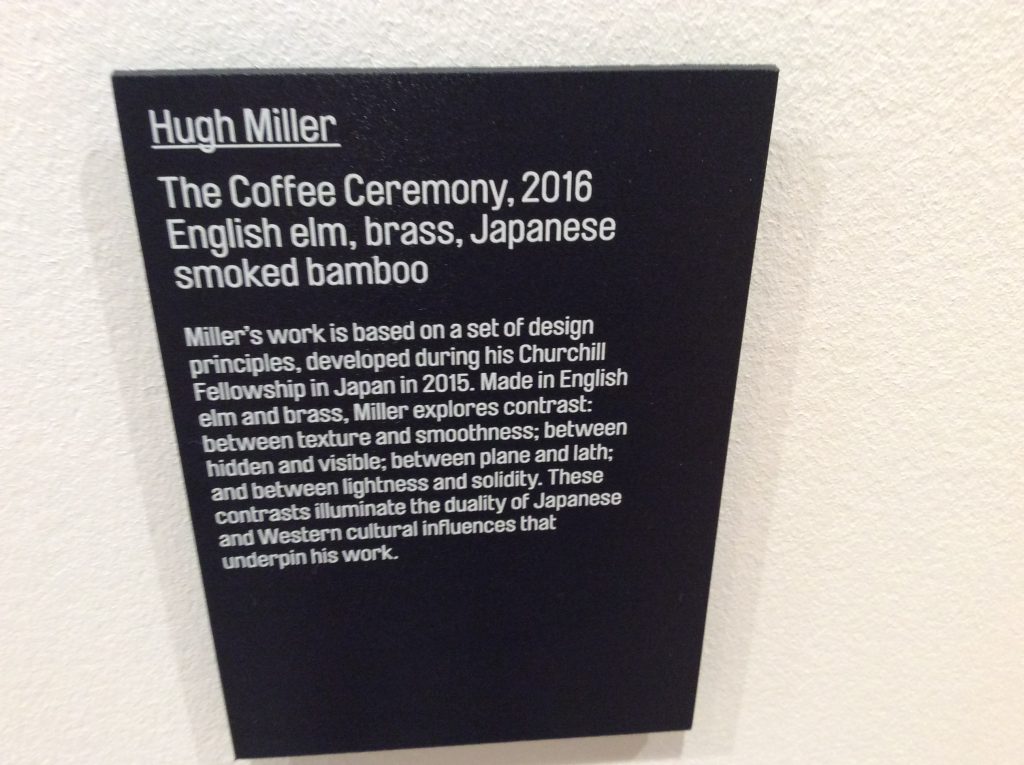 Hugh Miller
The Coffee Ceremony, 2016
English elm, brass, Japanese
smoked bamboo
Miller's work is based on a set of design
principles, developed during his Churchill
Fellowship in Japan in 2015. Made in English
elm and brass, Miller explores contrast:
between texture and smoothness; between
hidden and visible; between plane and lath;
and between lightness and solidity. These
contrasts illuminate the duality of Japanese
and Western cultural influences that
underpin his work.